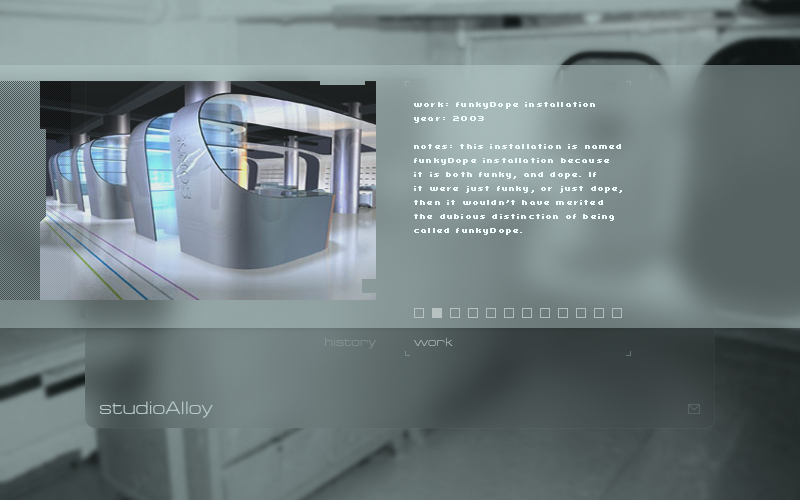 work: funkyDope installation
year: 2003
notes: this installation is named
funkyDope installation because
it is both funky, and dope. If
it were just funky, or just dope,
then it wouldn't have merited
the dubious distinction of being
called funkyDope.
history
work
studioAlloy